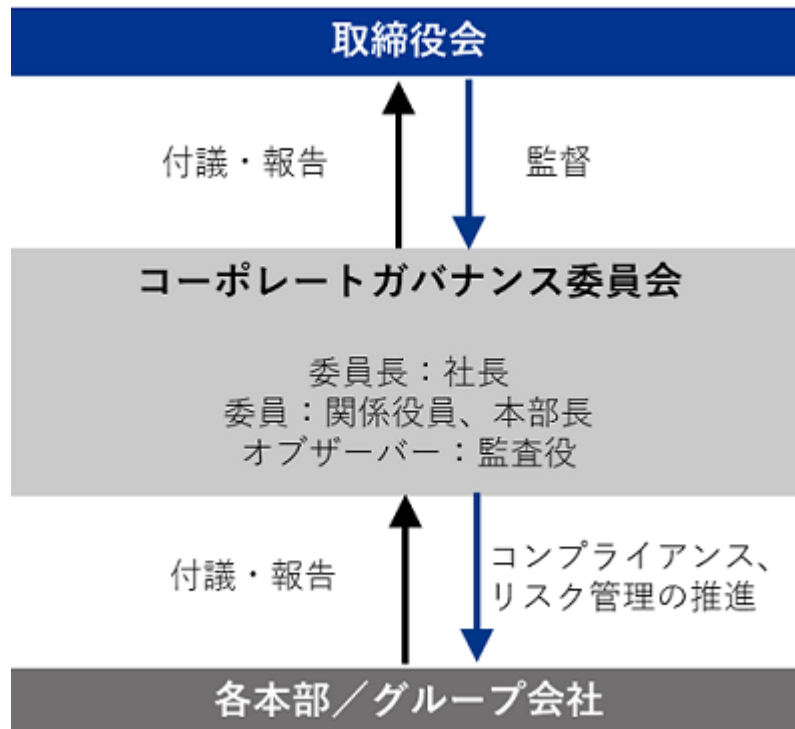 取締役会
付議・報告
監督
コーポレートガバナンス委員会
委員長：社長
委員：関係役員、本部長
オブザーバー：監査役
付議・報告
コンプライアンス、
リスク管理の推進
各本部／グループ会社